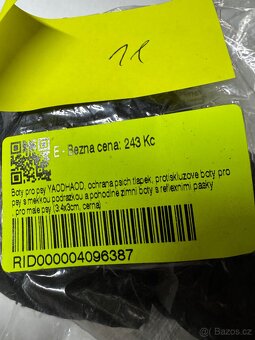 11
E - Bezna cena: 243 Kc
Boty pro psy YAODHAOD, ochrana psich tlapek, protiskluzove boty pro
psy s mekkou podrazkou a pohodlne zimni boty s reflexnimi pasky
, pro male psy (3.4x3cm, cerna)
RID000004096387
sbazar.cz